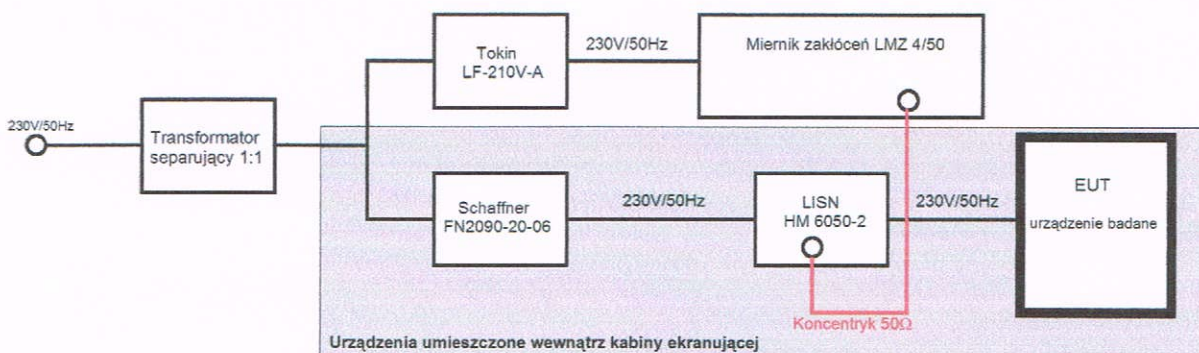 230V/50Hz
Transformator
separujący 1:1
Tokin
LF-210V-A
230V/50Hz
Miernik zakłóceń LMZ 4/50
Schaffner
FN2090-20-06
230V/50Hz
LISN
HM 6050-2
230V/50Hz
EUT
urządzenie badane
Koncentryk 50Ω
Urządzenia umieszczone wewnątrz kabiny ekranującej